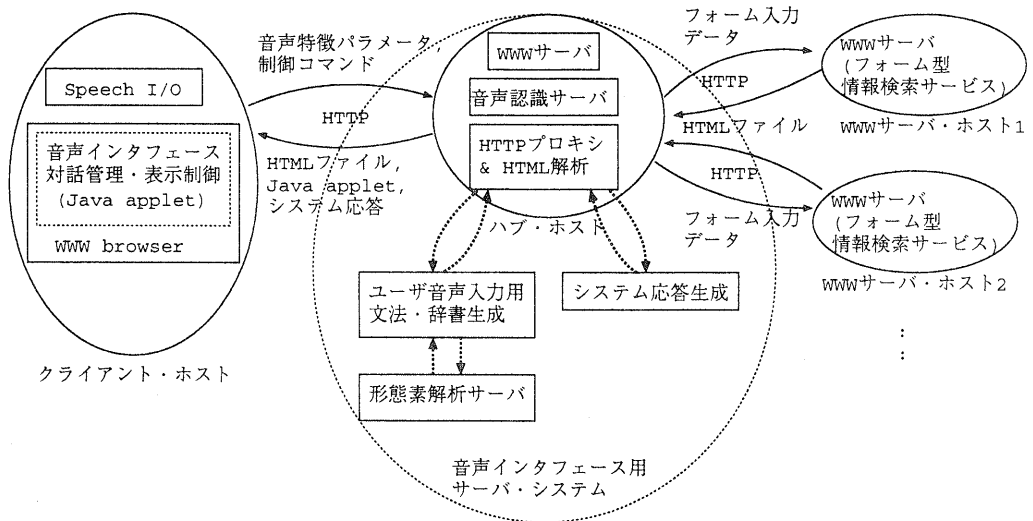 Speech I/O
音声インタフェース
対話管理・表示制御
(Java applet)
WWW browser
クライアント・ホスト
音声特徴パラメータ,
制御コマンド
HTTP
HTMLファイル,
Java applet,
システム応答
WWWサーバ
音声認識サーバ
HTTPプロキシ
& HTML解析
ハブ・ホスト
ユーザ音声入力用
文法・辞書生成
システム応答生成
形態素解析サーバ
音声インタフェース用
サーバ・システム
フォーム入力
データ
HTTP
HTMLファイル
HTTP
フォーム入力
データ
WWWサーバ
(フォーム型
情報検索サービス)
WWWサーバ・ホスト1
WWWサーバ
(フォーム型
情報検索サービス)
WWWサーバ・ホスト2
:
: